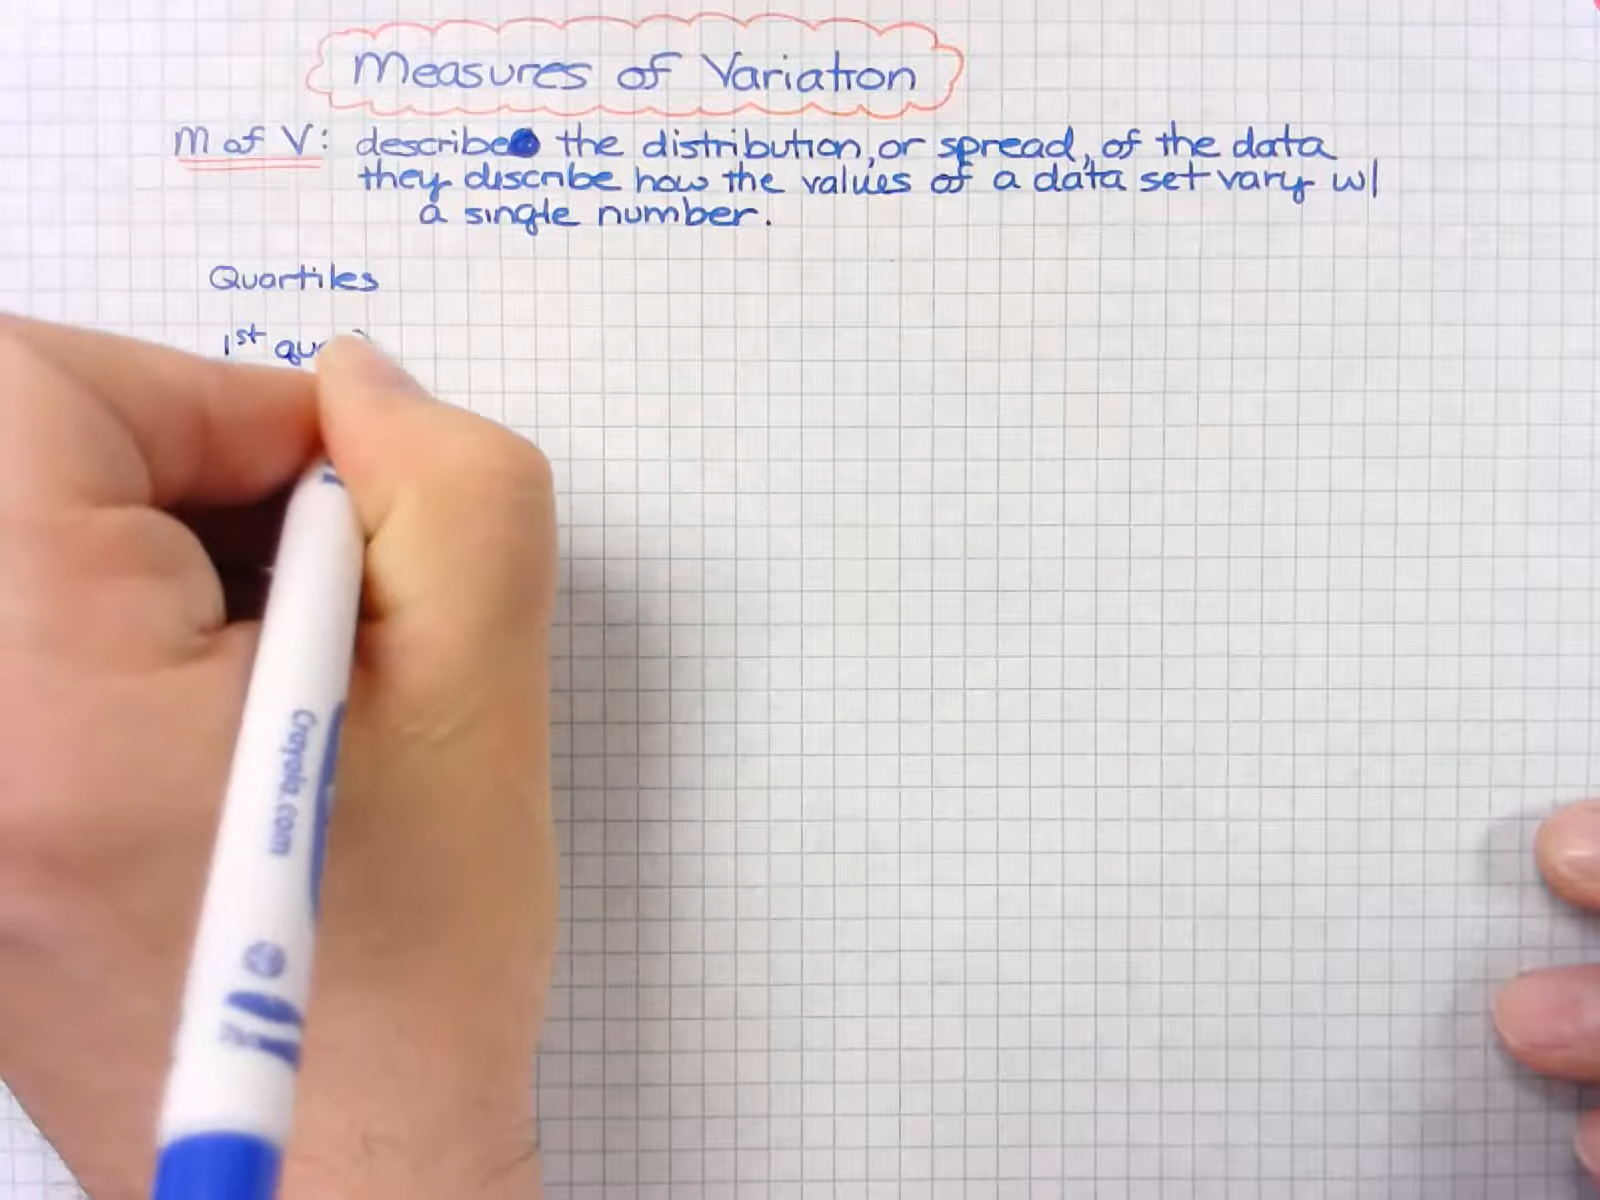 Measures of Variation
M of V: describe the distribution, or spread, of the data
they discribe how the values of a data set vary w/
a single number.
Quartiles
1st
Crayola.com